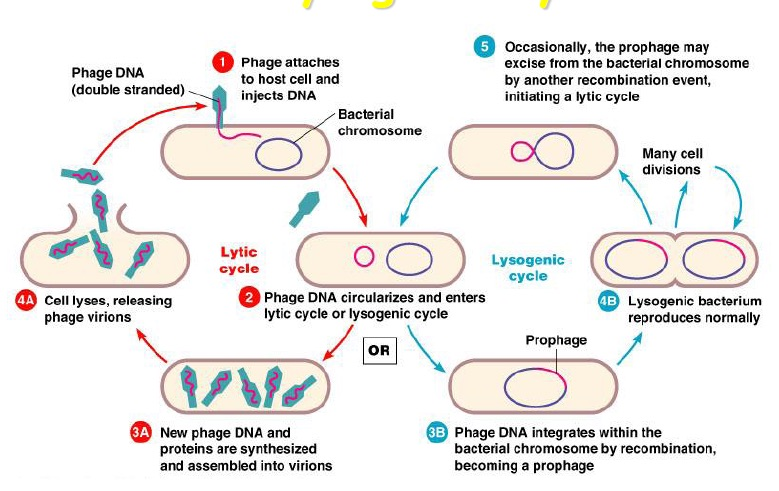 1 Phage attaches
to host cell and
injects DNA
Phage DNA
(double stranded)
Bacterial
chromosome
5 Occasionally, the prophage may
excise from the bacterial chromosome
by another recombination event,
initiating a lytic cycle
Many cell
divisions
Lytic
cycle
Lysogenic
cycle
2 Phage DNA circularizes and enters
lytic cycle or lysogenic cycle
4A Cell lyses, releasing
phage virions
4B Lysogenic bacterium
reproduces normally
OR
Prophage
3A New phage DNA and
proteins are synthesized
and assembled into virions
3B Phage DNA integrates within the
bacterial chromosome by recombination,
becoming a prophage